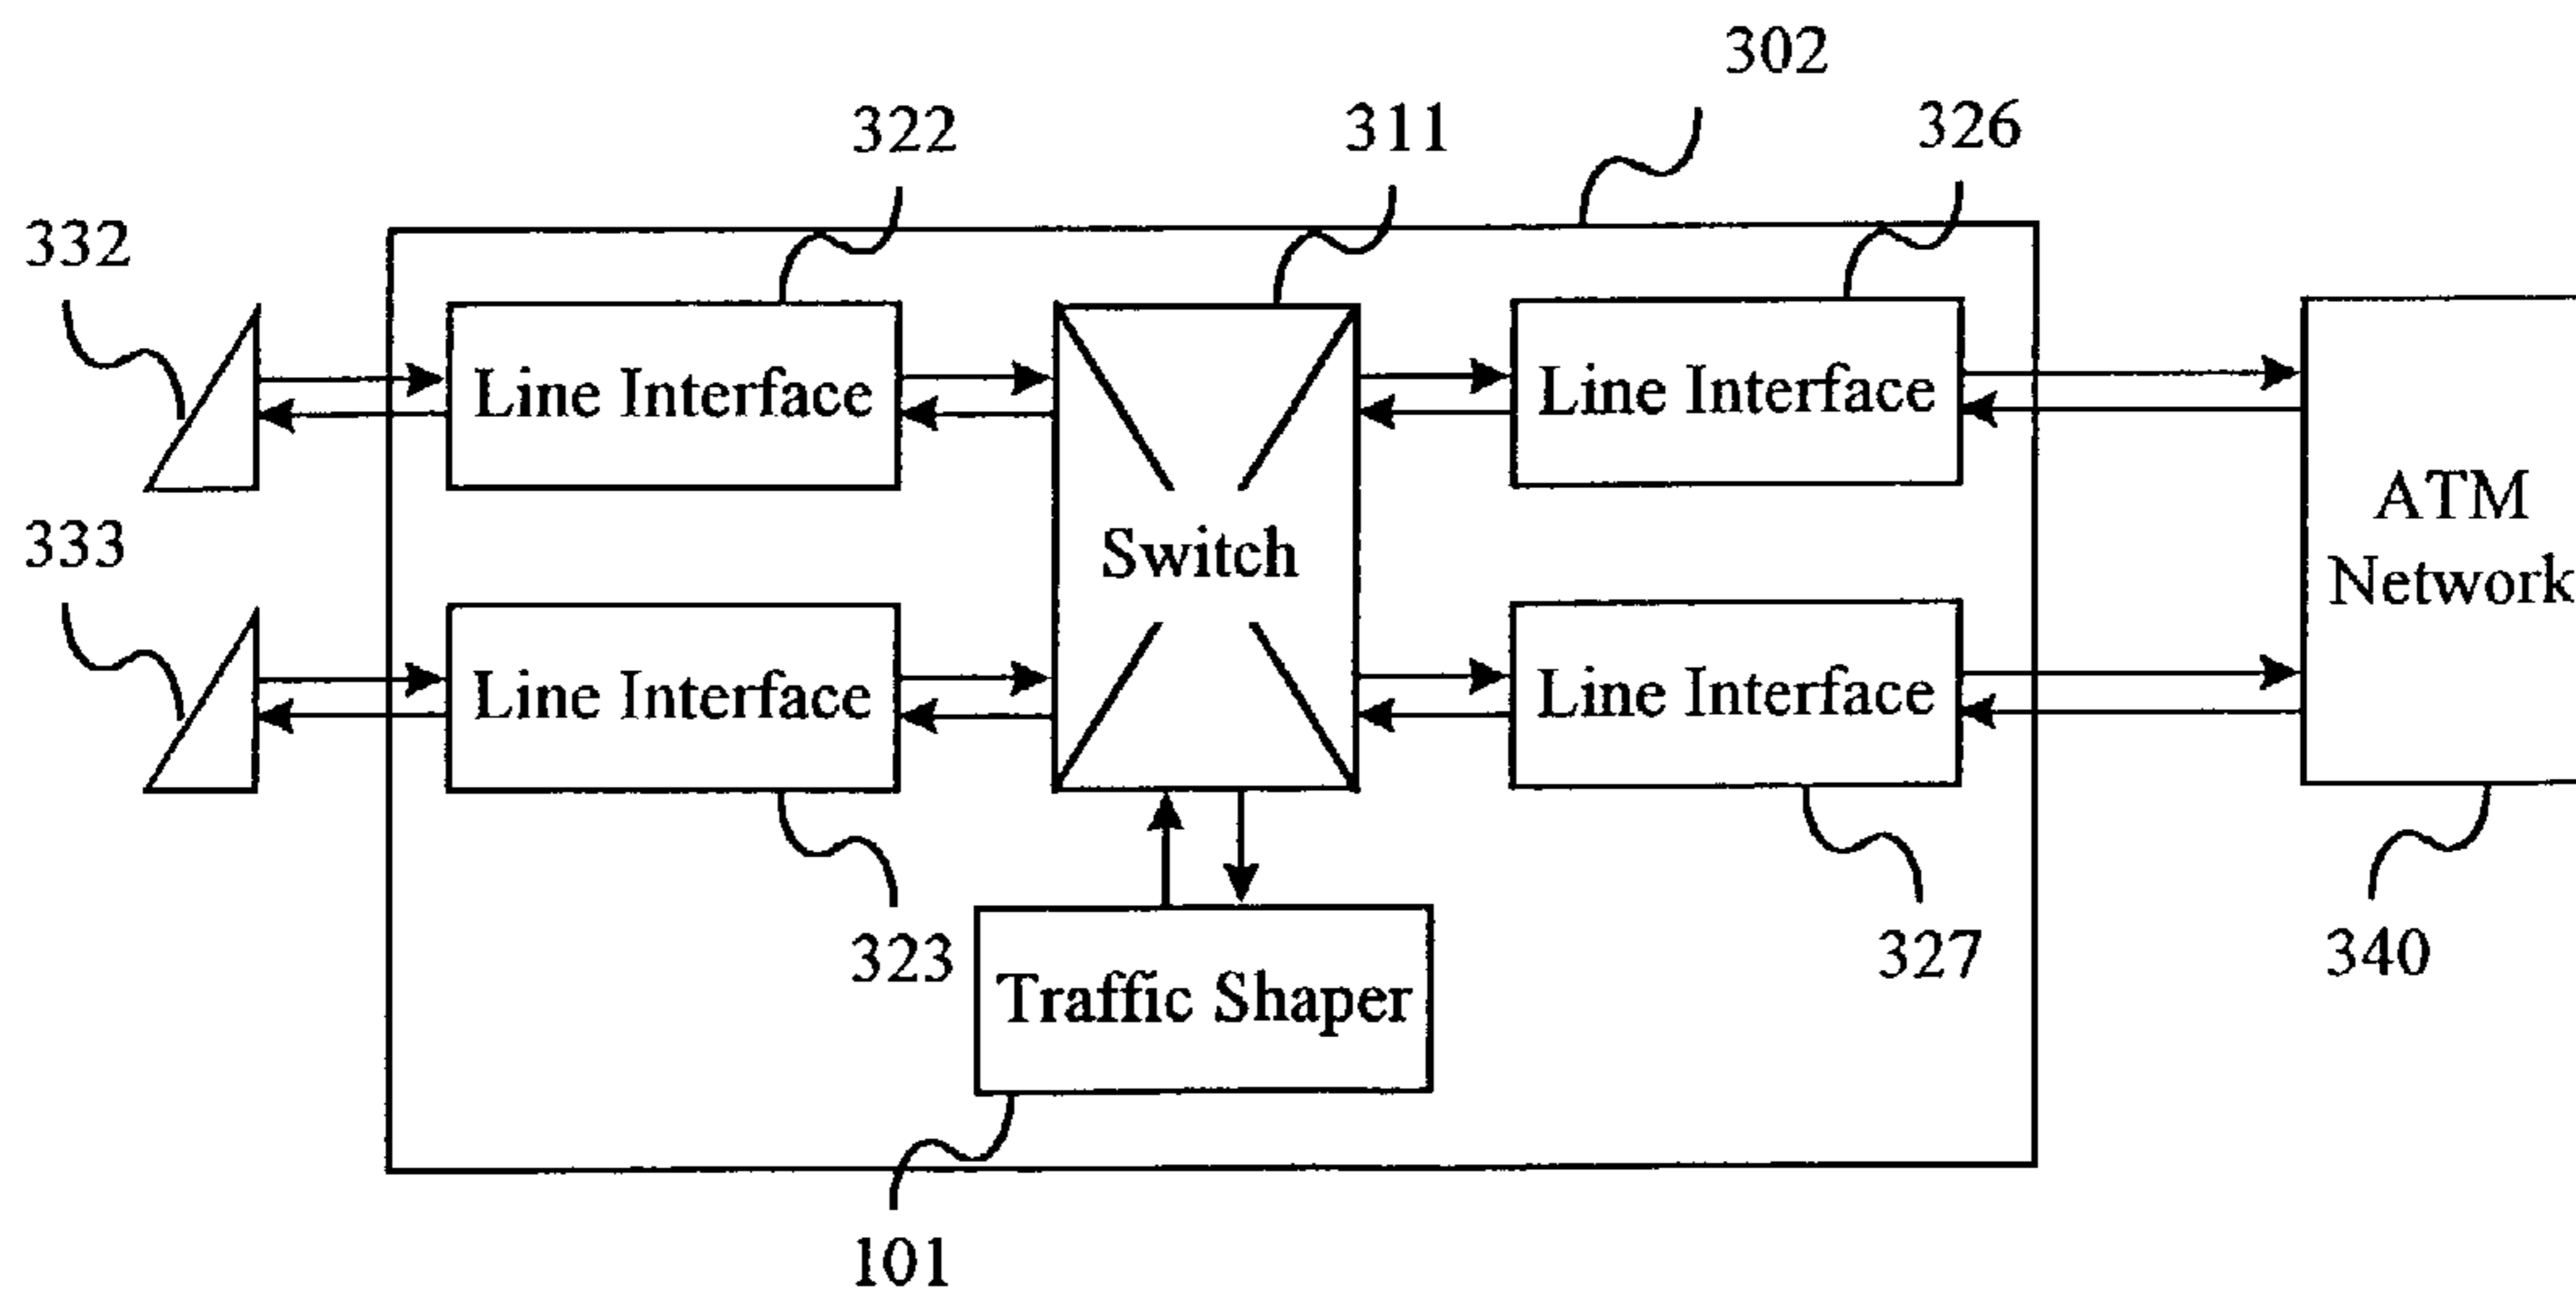 302
322
311
326
332
Line Interface
Line Interface
ATM
Network
333
Switch
Line Interface
Line Interface
323
327
340
Traffic Shaper
101